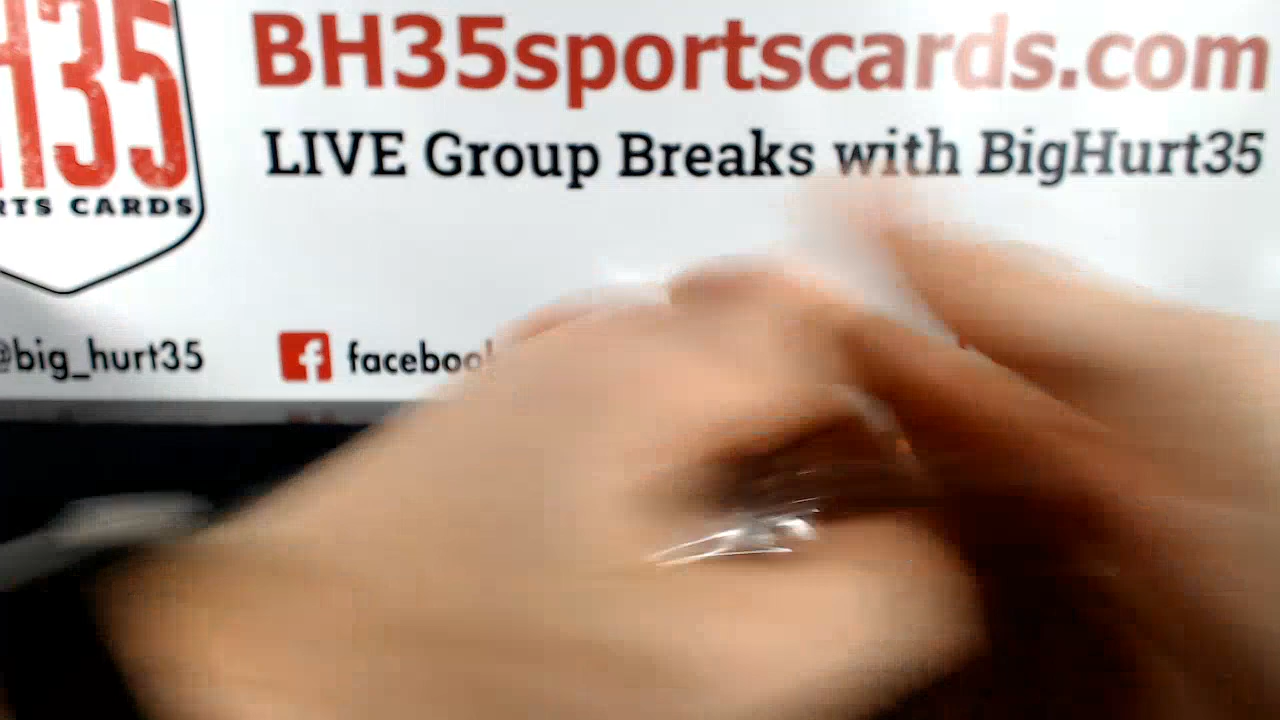 H35
RTS CARDS
BH35sportscards.com
LIVE Group Breaks with BigHurt35
@big_hurt35
f faceboo